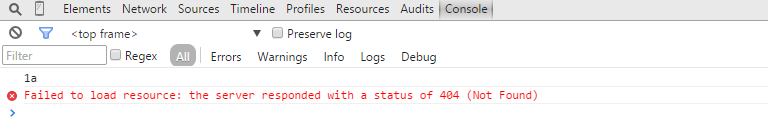 Elements Network Sources Timeline Profiles Resources Audits Console
<top frame> Preserve log
Filter Regex All Errors Warnings Info Logs Debug
1a
Failed to load resource: the server responded with a status of 404 (Not Found)